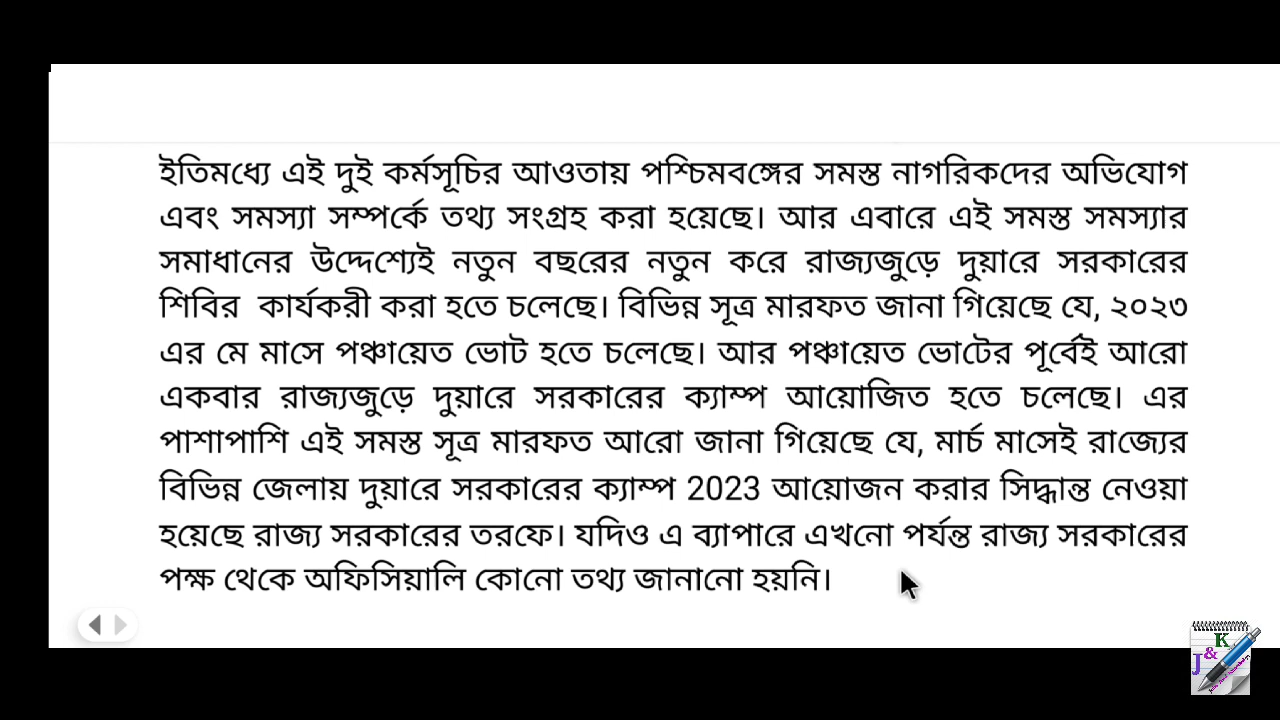 ইতিমধ্যে এই দুই কর্মসূচির আওতায় পশ্চিমবঙ্গের সমস্ত নাগরিকদের অভিযোগ
এবং সমস্যা সম্পর্কে তথ্য সংগ্রহ করা হয়েছে। আর এবারে এই সমস্ত সমস্যার
সমাধানের উদ্দেশ্যেই নতুন বছরের নতুন করে রাজ্যজুড়ে দুয়ারে সরকারের
শিবির কার্যকরী করা হতে চলেছে। বিভিন্ন সূত্র মারফত জানা গিয়েছে যে, ২০২৩
এর মে মাসে পঞ্চায়েত ভোট হতে চলেছে। আর পঞ্চায়েত ভোটের পূর্বেই আরো
একবার রাজ্যজুড়ে দুয়ারে সরকারের ক্যাম্প আয়োজিত হতে চলেছে। এর
পাশাপাশি এই সমস্ত সূত্র মারফত আরো জানা গিয়েছে যে, মার্চ মাসেই রাজ্যের
বিভিন্ন জেলায় দুয়ারে সরকারের ক্যাম্প 2023 আয়োজন করার সিদ্ধান্ত নেওয়া
হয়েছে রাজ্য সরকারের তরফে। যদিও এ ব্যাপারে এখনো পর্যন্ত রাজ্য সরকারের
পক্ষ থেকে অফিসিয়ালি কোনো তথ্য জানানো হয়নি।
J&K